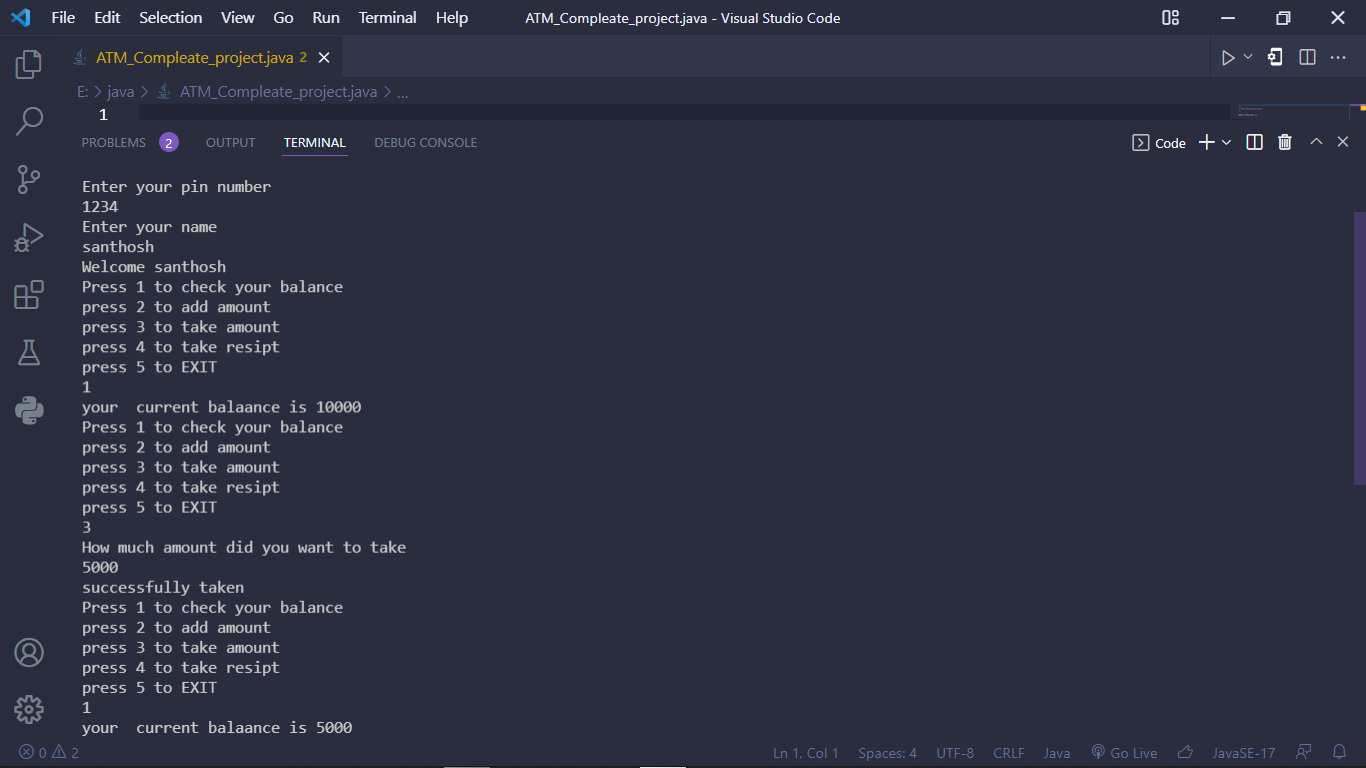 File Edit Selection View Go Run Terminal Help ATM_Compleate_project.java - Visual Studio Code
ATM_Compleate_project.java 2
E: > java > ATM_Compleate_project.java > ...
1
PROBLEMS 2 OUTPUT TERMINAL DEBUG CONSOLE Code
Enter your pin number
1234
Enter your name
santhosh
Welcome santhosh
Press 1 to check your balance
press 2 to add amount
press 3 to take amount
press 4 to take resipt
press 5 to EXIT
1
your  current balaance is 10000
Press 1 to check your balance
press 2 to add amount
press 3 to take amount
press 4 to take resipt
press 5 to EXIT
3
How much amount did you want to take
5000
successfully taken
Press 1 to check your balance
press 2 to add amount
press 3 to take amount
press 4 to take resipt
press 5 to EXIT
1
your  current balaance is 5000
0 2 Ln 1, Col 1 Spaces: 4 UTF-8 CRLF Java Go Live JavaSE-17